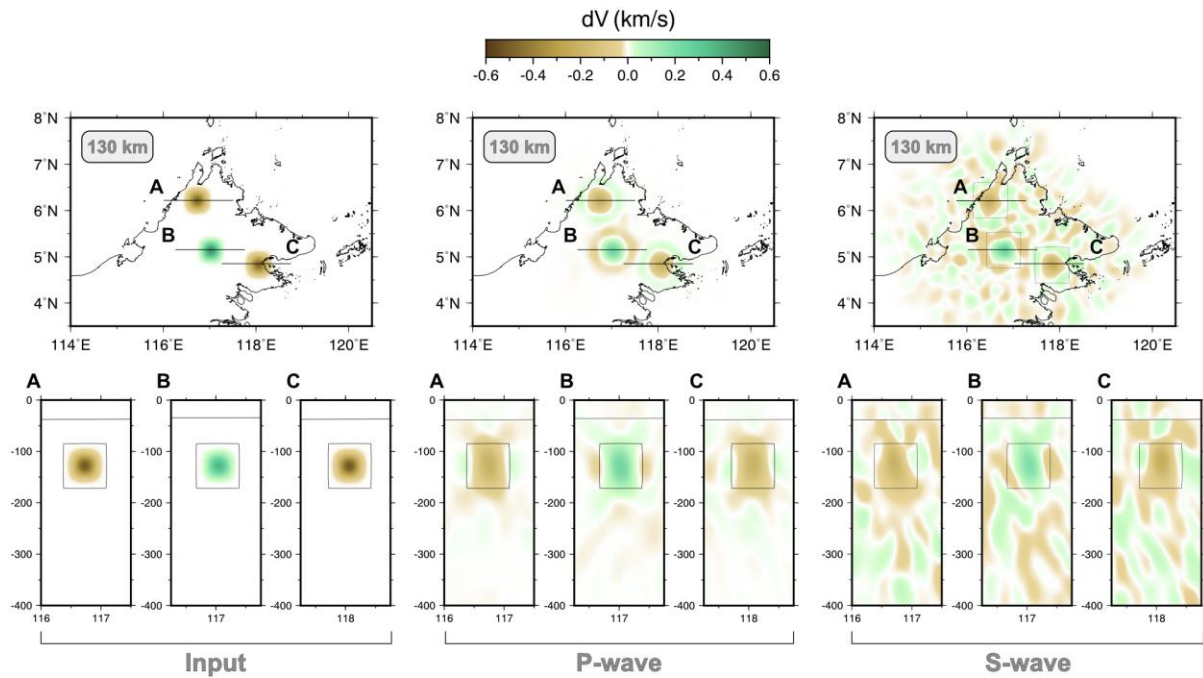 dV (km/s)
-0.6 -0.4 -0.2 0.0 0.2 0.4 0.6
8°N 8°N 8°N
130 km 130 km 130 km
7°N 7°N 7°N
A A A
6°N 6°N 6°N
B C B C B C
5°N 5°N 5°N
4°N 4°N 4°N
114°E 116°E 118°E 120°E 114°E 116°E 118°E 120°E 114°E 116°E 118°E 120°E
A B C A B C A B C
0 0 0
-100 -100 -100
-200 -200 -200
-300 -300 -300
-400 -400 -400
116 117 117 118 116 117 117 118 116 117 117 118
Input P-wave S-wave